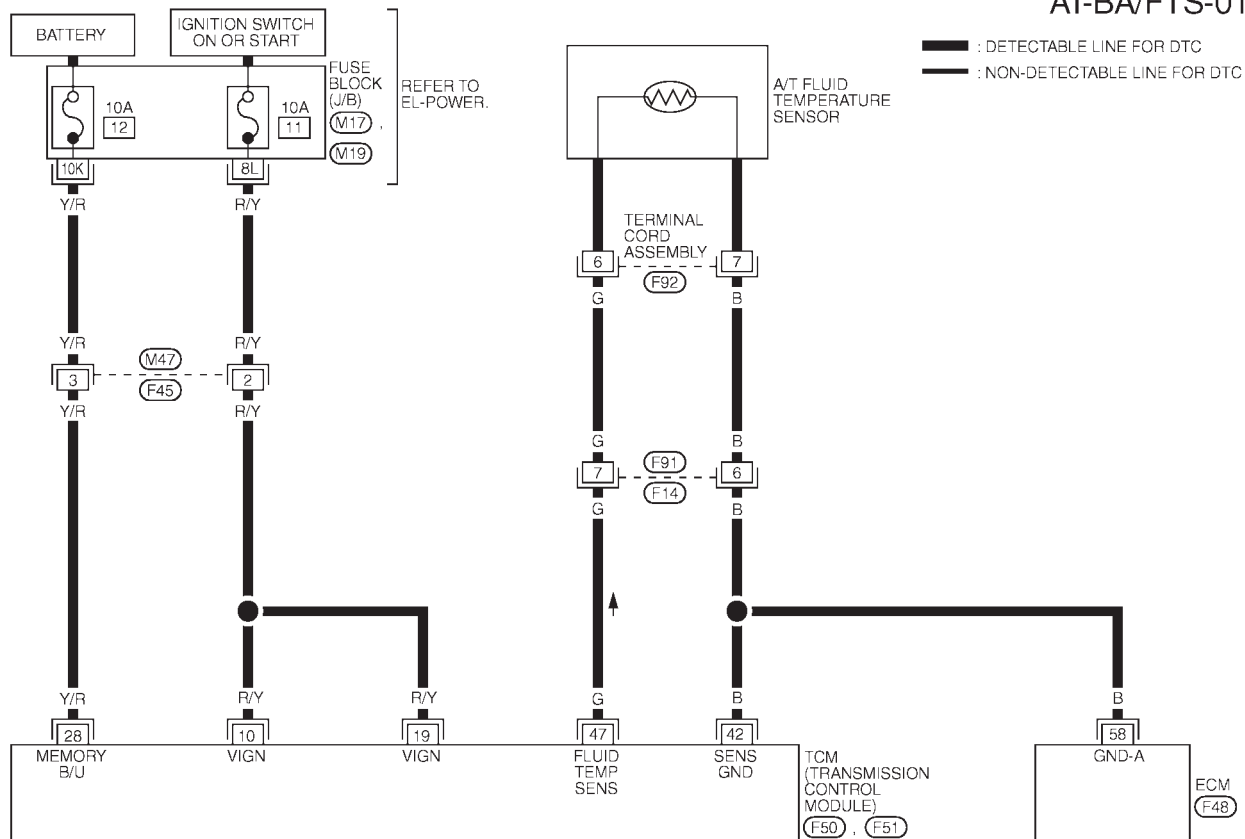 AT-BA/FTS-01
BATTERY
IGNITION SWITCH
ON OR START
: DETECTABLE LINE FOR DTC
: NON-DETECTABLE LINE FOR DTC
FUSE
BLOCK
(J/B)
M17 ,
M19
REFER TO
EL-POWER.
10A
12
10A
11
A/T FLUID
TEMPERATURE
SENSOR
10K
8L
Y/R
R/Y
TERMINAL
CORD
ASSEMBLY
6
7
F92
G
B
Y/R
R/Y
M47
3
2
F45
Y/R
R/Y
G
B
F91
7
6
F14
G
B
Y/R
R/Y
R/Y
G
B
B
28
10
19
47
42
58
MEMORY
B/U
VIGN
VIGN
FLUID
TEMP
SENS
SENS
GND
TCM
(TRANSMISSION
CONTROL
MODULE)
F50 , F51
GND-A
ECM
F48